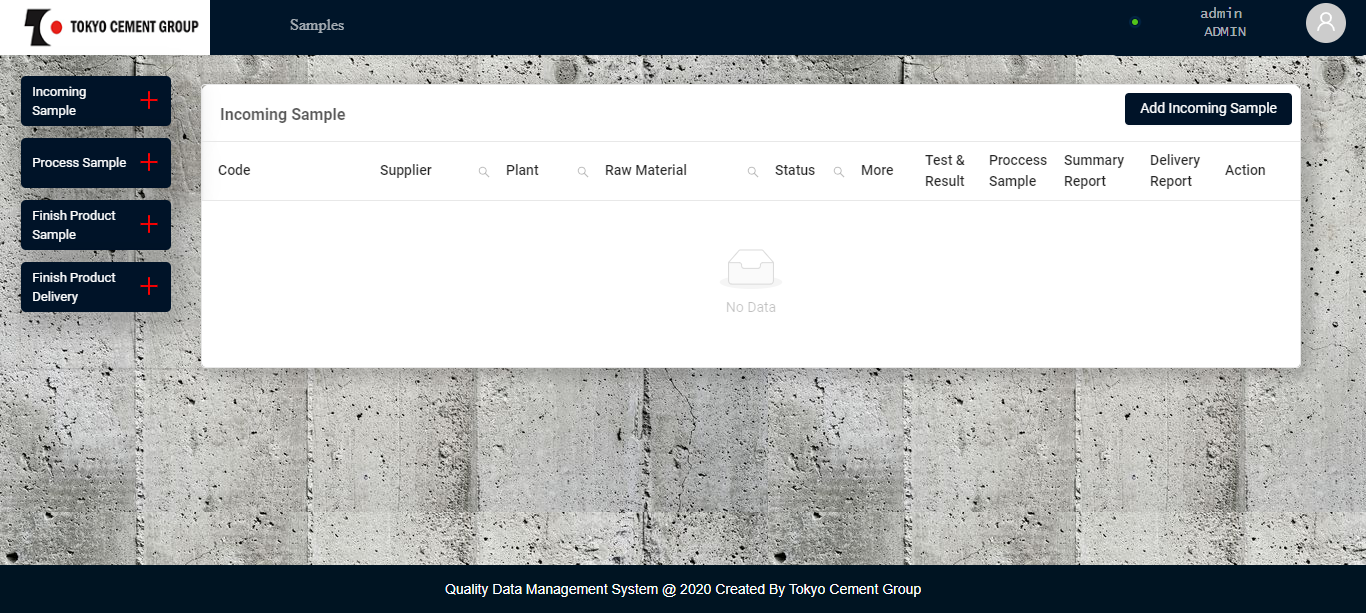 TOKYO CEMENT GROUP
Samples
admin
ADMIN
Incoming
Sample
Process Sample
Finish Product
Sample
Finish Product
Delivery
Incoming Sample
Add Incoming Sample
Code
Supplier
Plant
Raw Material
Status
More
Test &
Result
Proccess
Sample
Summary
Report
Delivery
Report
Action
No Data
Quality Data Management System @ 2020 Created By Tokyo Cement Group